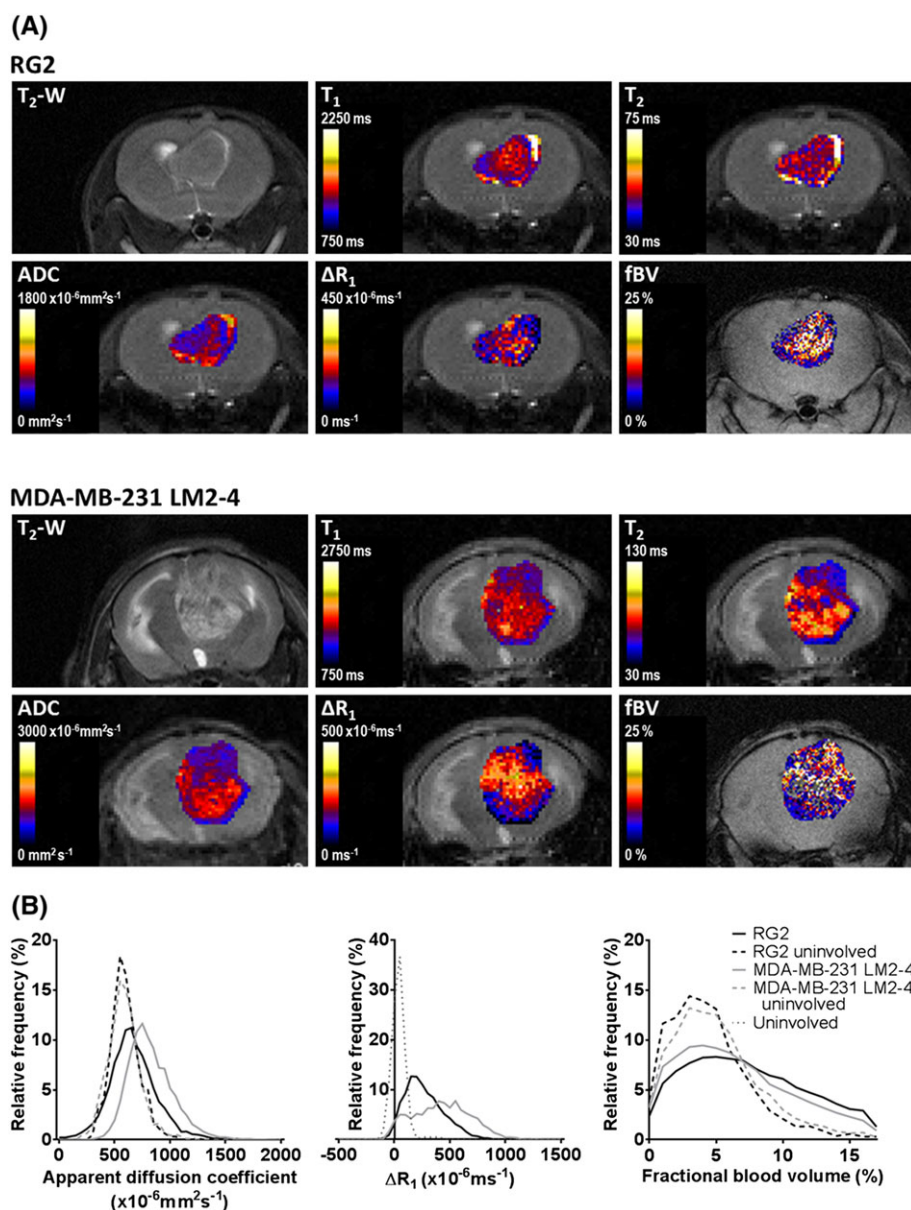 (A)
RG2
T₂-W
T₁
2250 ms
750 ms
T₂
75 ms
30 ms
ADC
1800 x10⁻⁶mm²s⁻¹
0 mm²s⁻¹
ΔR₁
450 x10⁻⁶ms⁻¹
0 ms⁻¹
fBV
25 %
0 %
MDA-MB-231 LM2-4
T₂-W
T₁
2750 ms
750 ms
T₂
130 ms
30 ms
ADC
3000 x10⁻⁶mm²s⁻¹
0 mm²s⁻¹
ΔR₁
500 x10⁻⁶ms⁻¹
0 ms⁻¹
fBV
25 %
0 %
(B)
Relative frequency (%)
20
15
10
5
0
0 500 1000 1500 2000
Apparent diffusion coefficient
(x10⁻⁶mm²s⁻¹)
Relative frequency (%)
40
30
20
10
0
-500 0 500 1000 1500
ΔR₁ (x10⁻⁶ms⁻¹)
Relative frequency (%)
20
15
10
5
0
0 5 10 15
Fractional blood volume (%)
RG2
RG2 uninvolved
MDA-MB-231 LM2-4
MDA-MB-231 LM2-4
uninvolved
Uninvolved